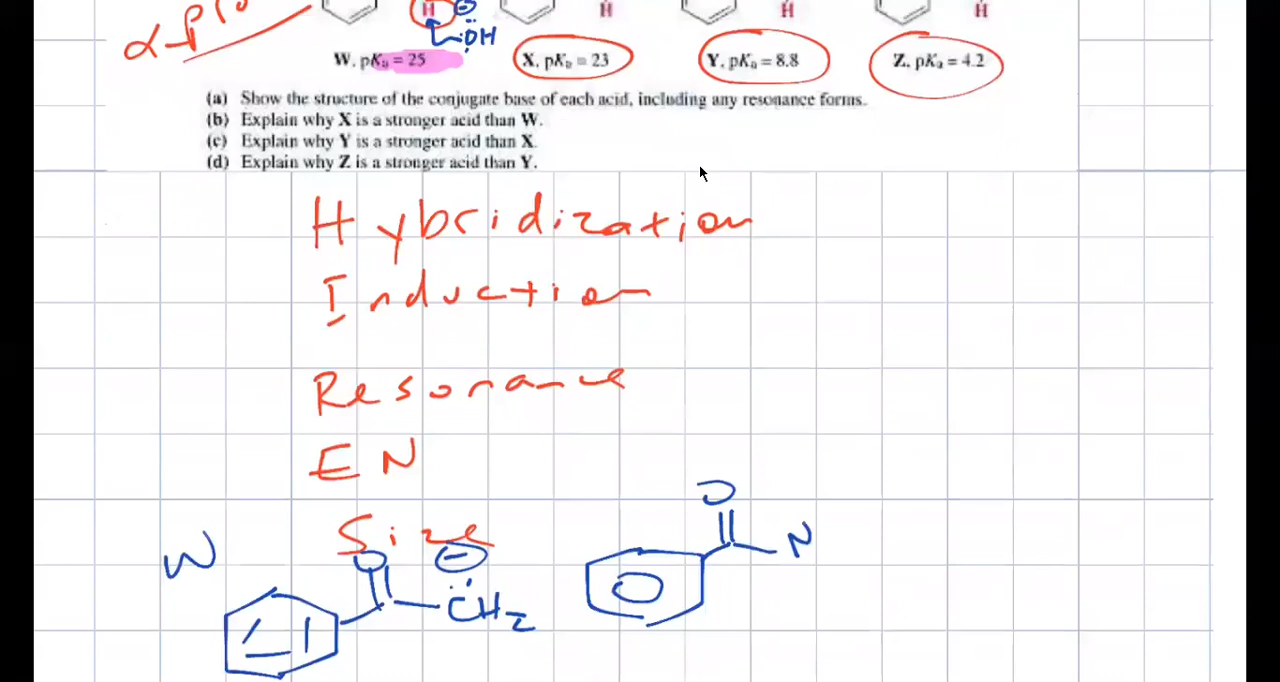 α-pro
H H H H
⊖
:ÖH
W, pKa = 25 X, pKa = 23 Y, pKa = 8.8 Z, pKa = 4.2
(a) Show the structure of the conjugate base of each acid, including any resonance forms.
(b) Explain why X is a stronger acid than W.
(c) Explain why Y is a stronger acid than X.
(d) Explain why Z is a stronger acid than Y.
Hybridization
Induction
Resonance
EN
Size
W
O ⊖ O
C̈H2 N